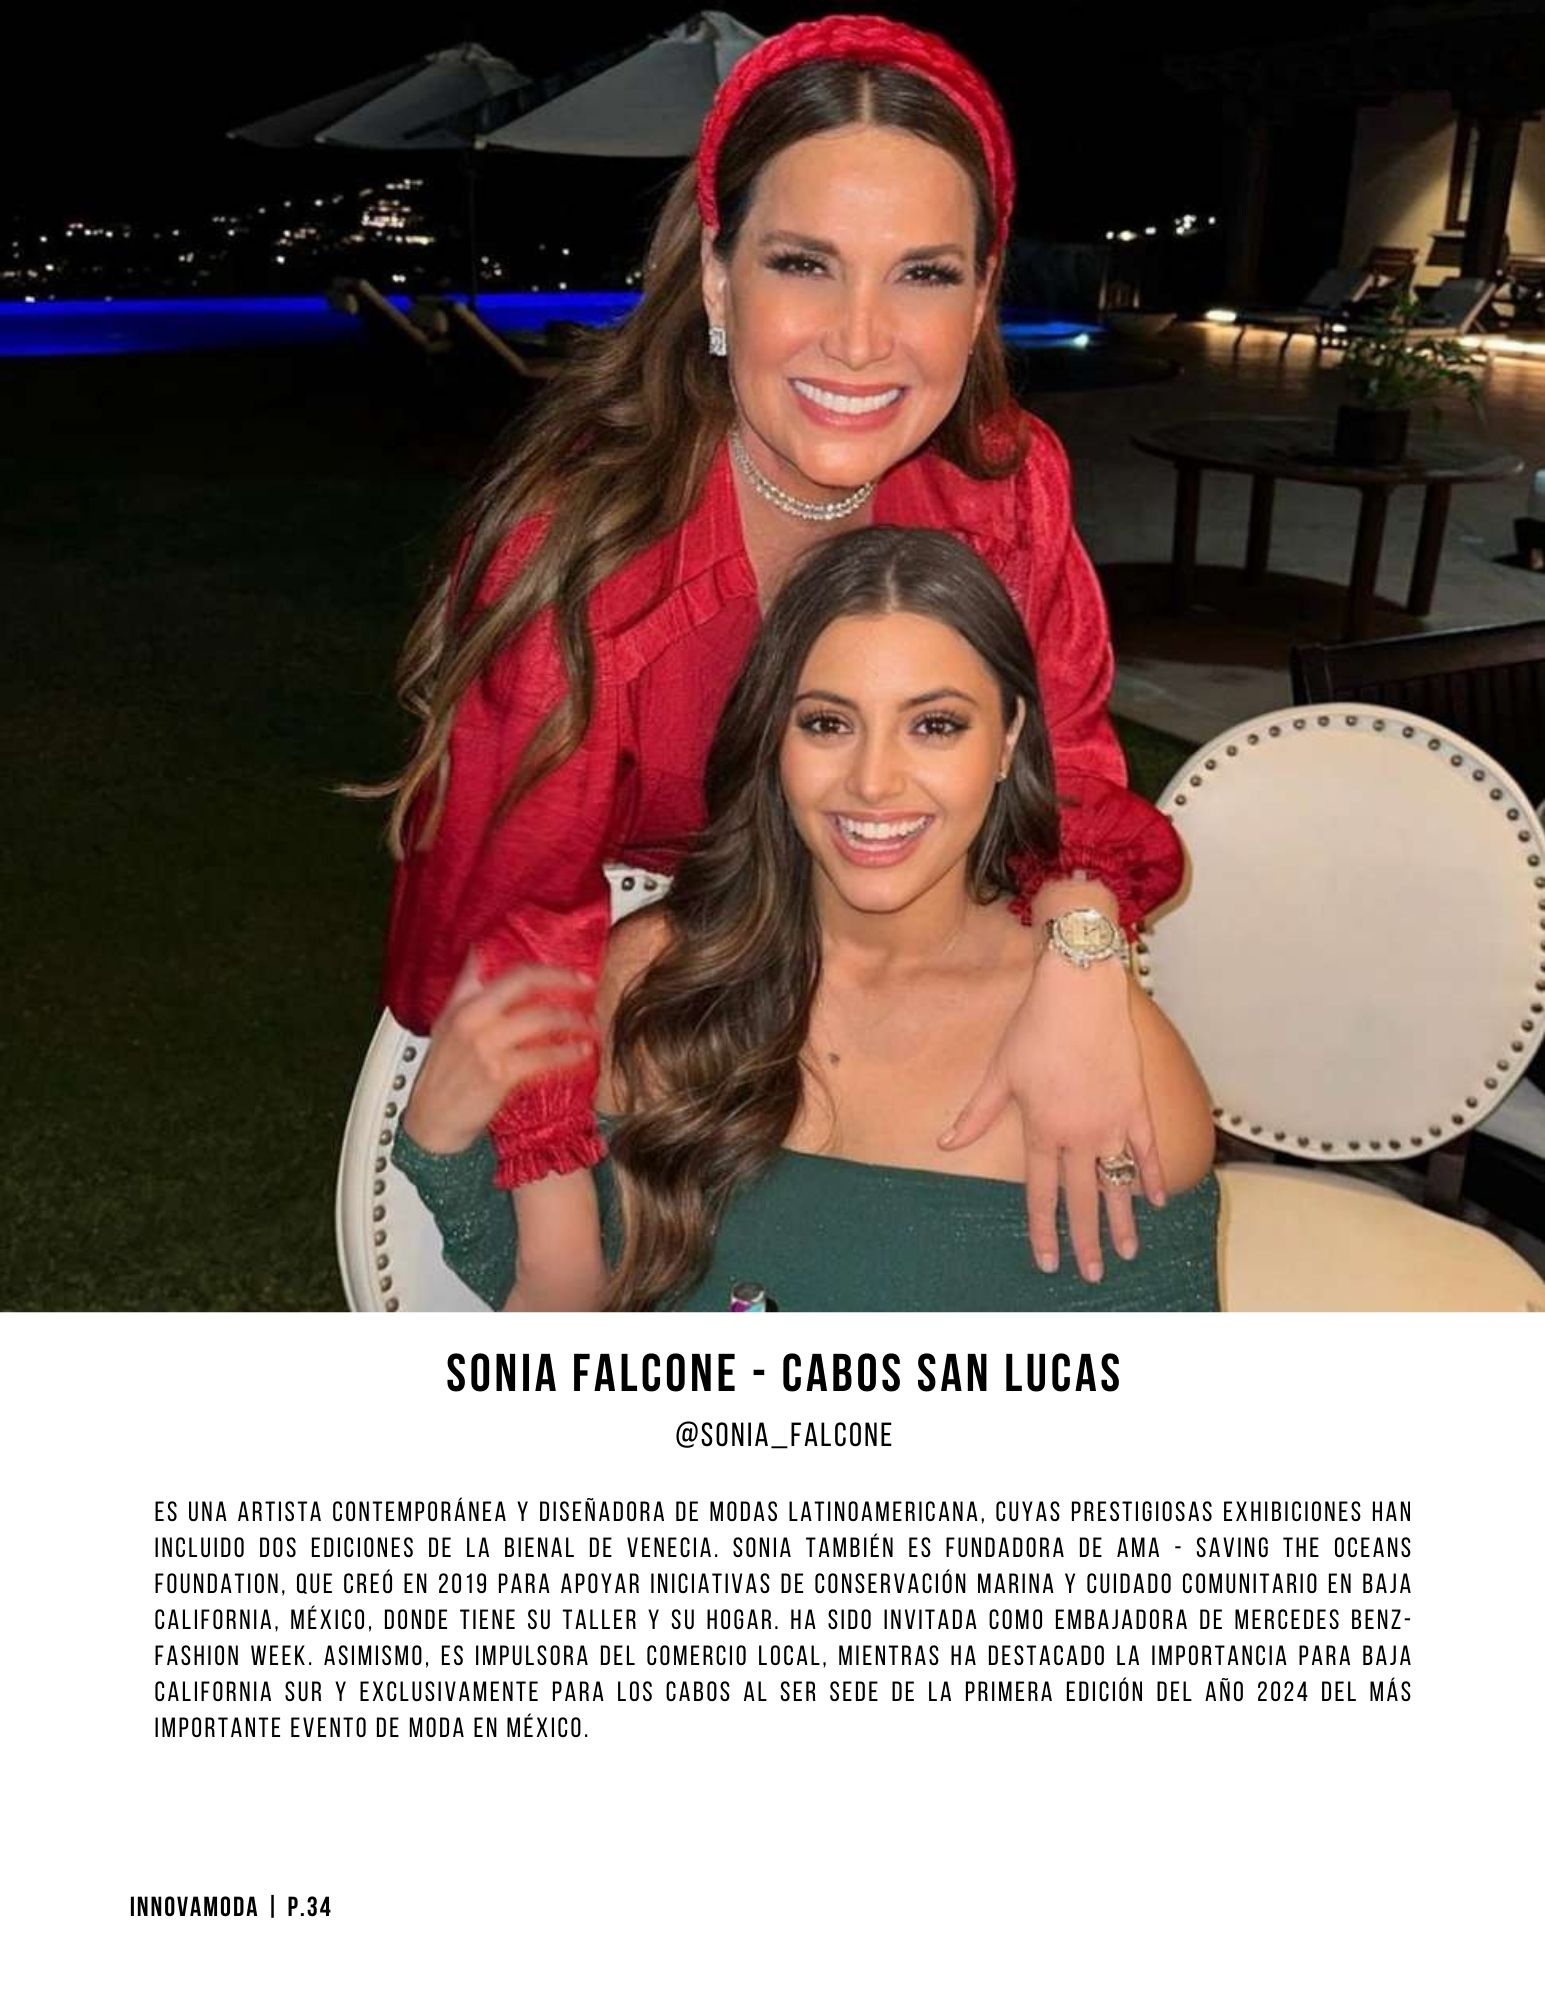 SONIA FALCONE - CABOS SAN LUCAS
@SONIA_FALCONE
ES UNA ARTISTA CONTEMPORÁNEA Y DISEÑADORA DE MODAS LATINOAMERICANA, CUYAS PRESTIGIOSAS EXHIBICIONES HAN
INCLUIDO DOS EDICIONES DE LA BIENAL DE VENECIA. SONIA TAMBIÉN ES FUNDADORA DE AMA - SAVING THE OCEANS
FOUNDATION, QUE CREÓ EN 2019 PARA APOYAR INICIATIVAS DE CONSERVACIÓN MARINA Y CUIDADO COMUNITARIO EN BAJA
CALIFORNIA, MÉXICO, DONDE TIENE SU TALLER Y SU HOGAR. HA SIDO INVITADA COMO EMBAJADORA DE MERCEDES BENZ-
FASHION WEEK. ASIMISMO, ES IMPULSORA DEL COMERCIO LOCAL, MIENTRAS HA DESTACADO LA IMPORTANCIA PARA BAJA
CALIFORNIA SUR Y EXCLUSIVAMENTE PARA LOS CABOS AL SER SEDE DE LA PRIMERA EDICIÓN DEL AÑO 2024 DEL MÁS
IMPORTANTE EVENTO DE MODA EN MÉXICO.
INNOVAMODA | P.34